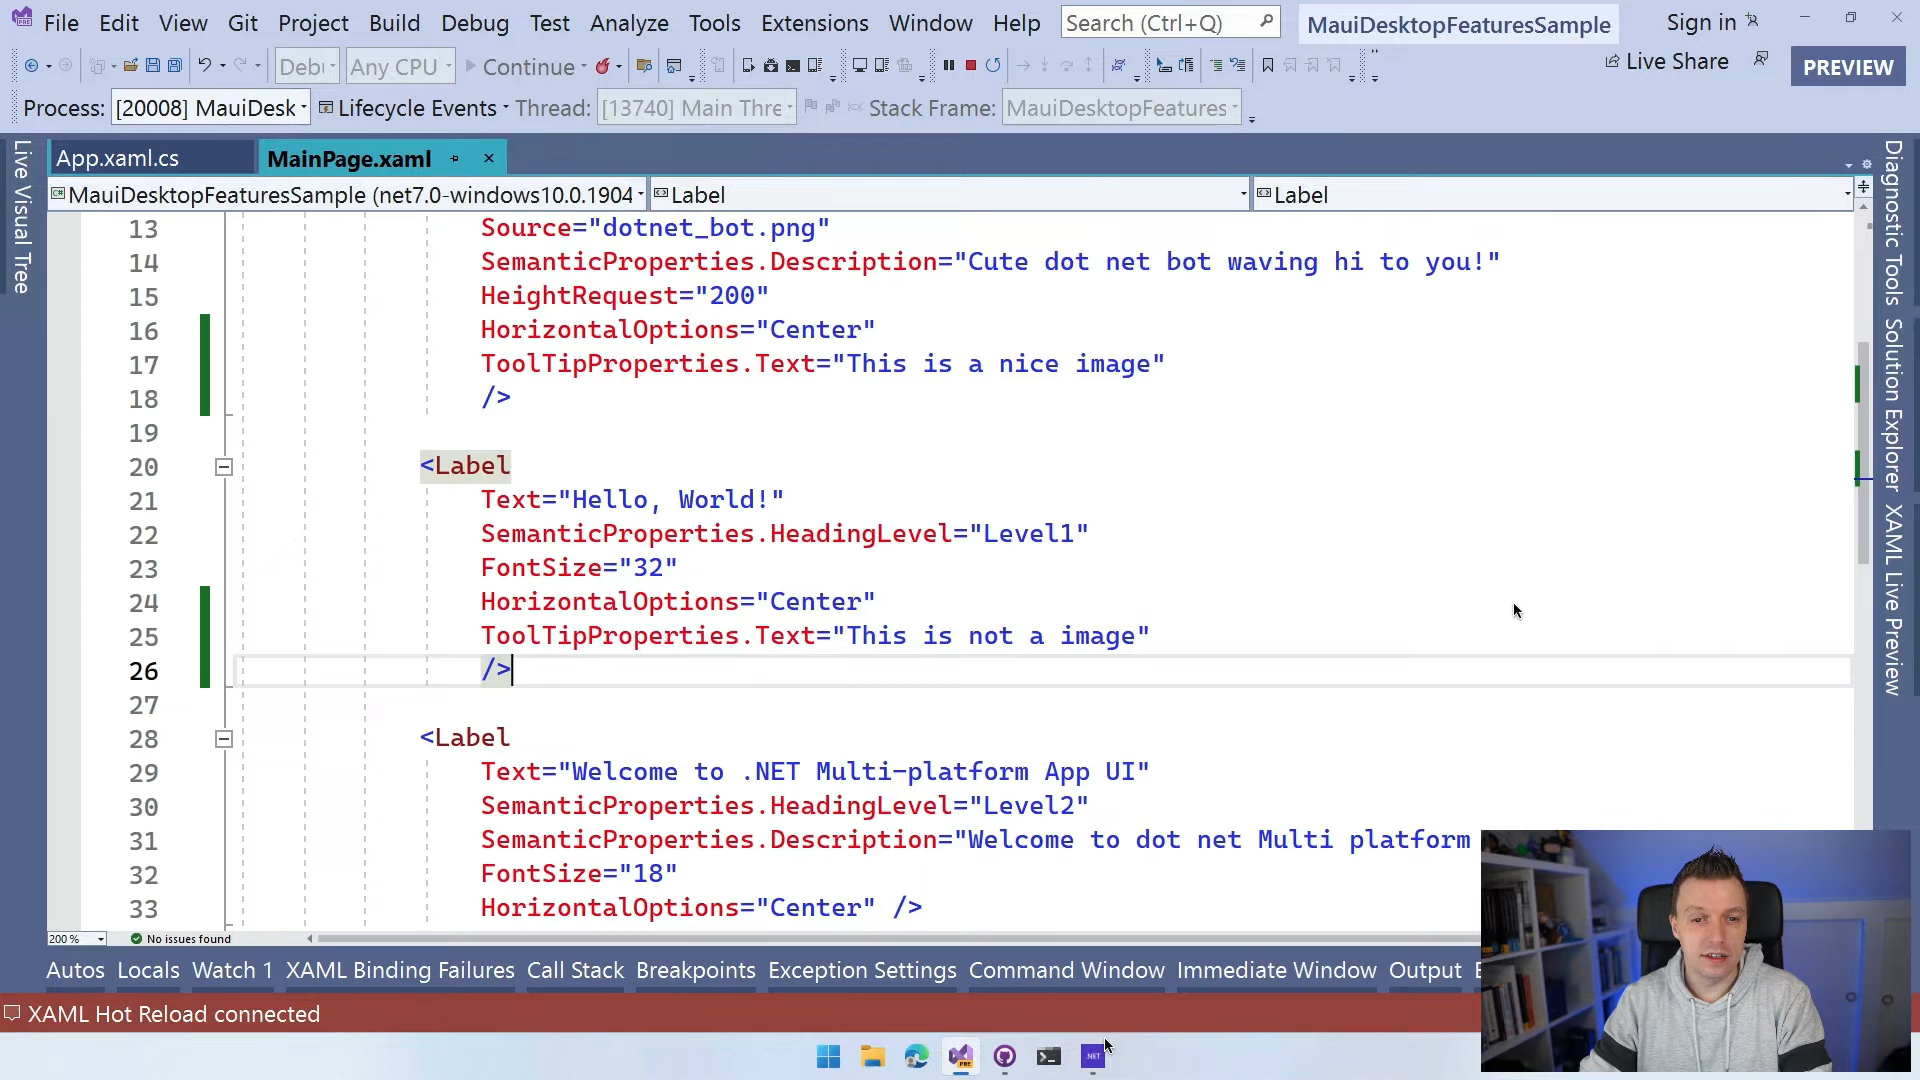 File Edit View Git Project Build Debug Test Analyze Tools Extensions Window Help Search (Ctrl+Q) MauiDesktopFeaturesSample Sign in
Any CPU Continue Live Share PREVIEW
Process: [20008] MauiDesk Lifecycle Events Thread: [13740] Main Thre Stack Frame: MauiDesktopFeatures
App.xaml.cs MainPage.xaml
MauiDesktopFeaturesSample (net7.0-windows10.0.1904 Label Label
Live Visual Tree
Diagnostic Tools
Solution Explorer
XAML Live Preview
13 Source="dotnet_bot.png"
14 SemanticProperties.Description="Cute dot net bot waving hi to you!"
15 HeightRequest="200"
16 HorizontalOptions="Center"
17 ToolTipProperties.Text="This is a nice image"
18 />
19
20 <Label
21 Text="Hello, World!"
22 SemanticProperties.HeadingLevel="Level1"
23 FontSize="32"
24 HorizontalOptions="Center"
25 ToolTipProperties.Text="This is not a image"
26 />
27
28 <Label
29 Text="Welcome to .NET Multi-platform App UI"
30 SemanticProperties.HeadingLevel="Level2"
31 SemanticProperties.Description="Welcome to dot net Multi platform
32 FontSize="18"
33 HorizontalOptions="Center" />
200 % No issues found
Autos Locals Watch 1 XAML Binding Failures Call Stack Breakpoints Exception Settings Command Window Immediate Window Output
XAML Hot Reload connected
PRE .NET